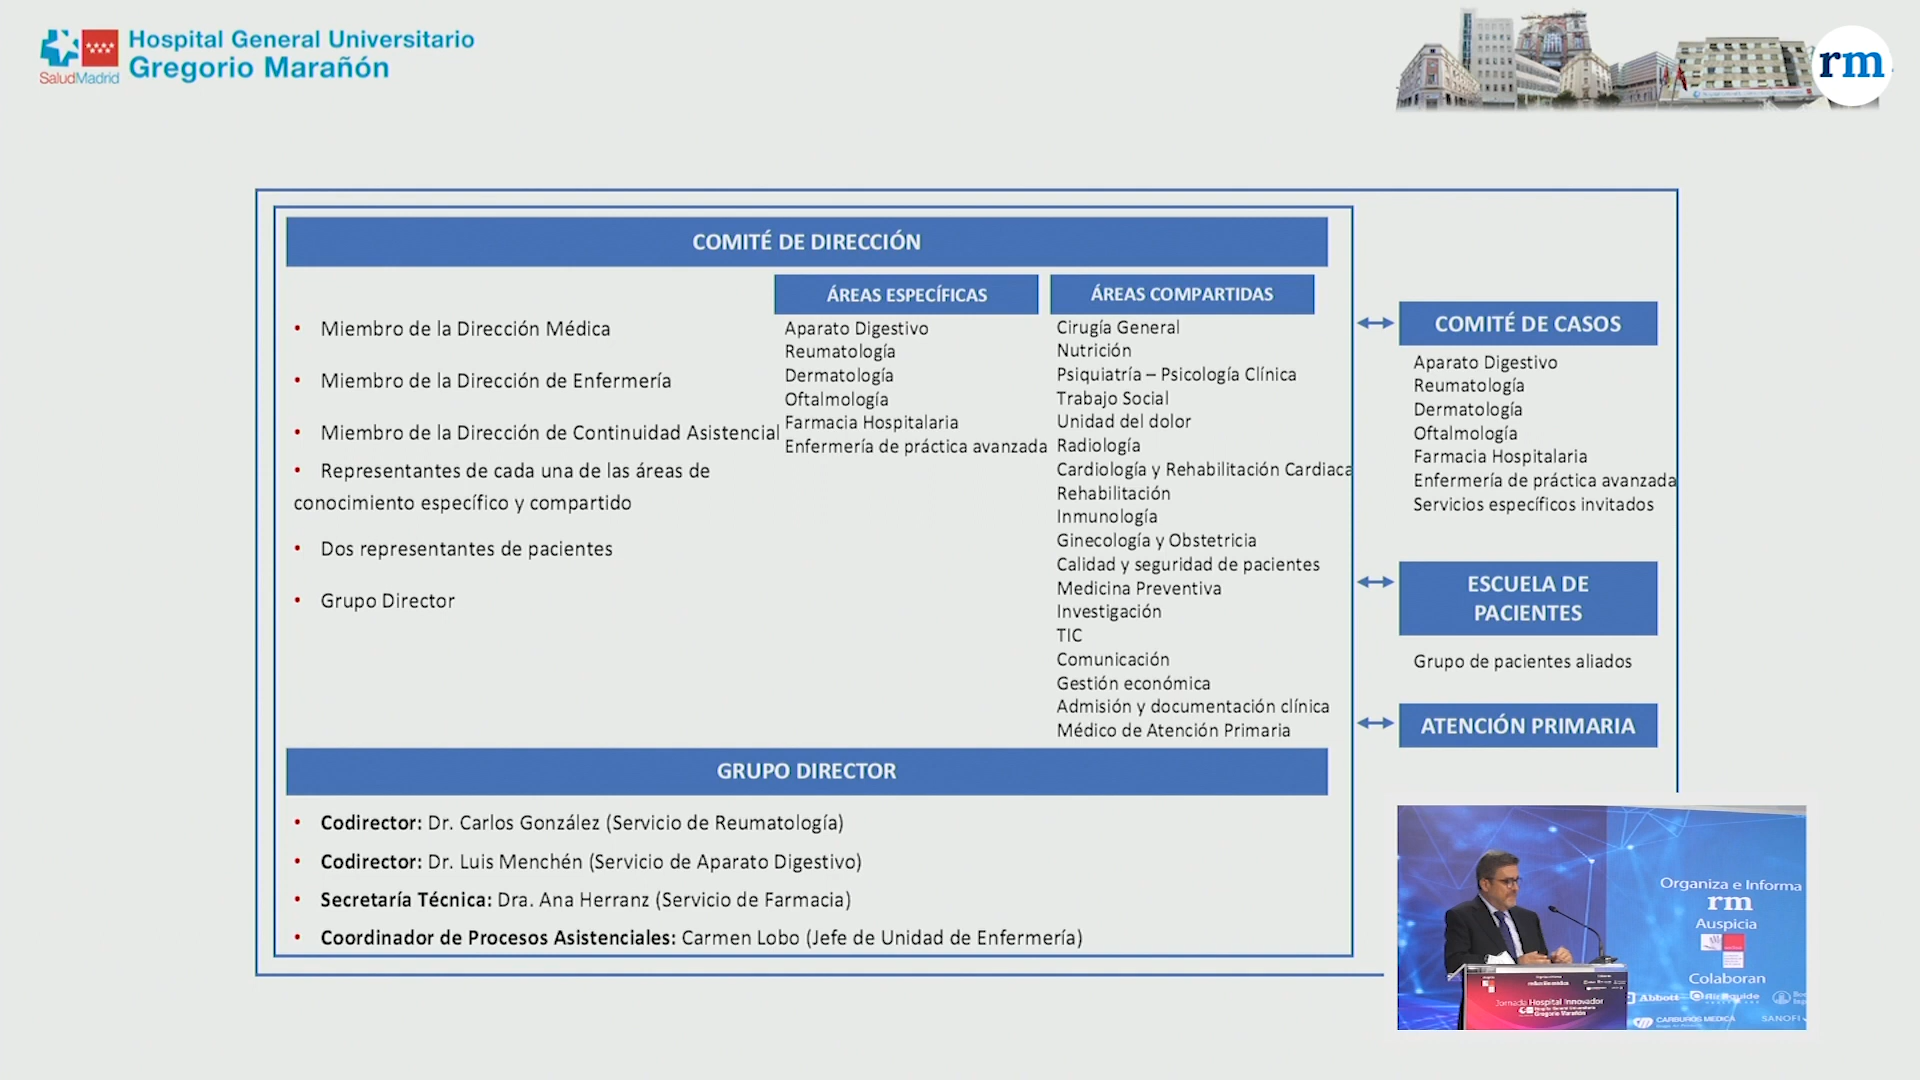 Hospital General Universitario
Gregorio Marañón
SaludMadrid
rm
COMITÉ DE DIRECCIÓN
• Miembro de la Dirección Médica
• Miembro de la Dirección de Enfermería
• Miembro de la Dirección de Continuidad Asistencial
• Representantes de cada una de las áreas de
conocimiento específico y compartido
• Dos representantes de pacientes
• Grupo Director
ÁREAS ESPECÍFICAS
Aparato Digestivo
Reumatología
Dermatología
Oftalmología
Farmacia Hospitalaria
Enfermería de práctica avanzada
ÁREAS COMPARTIDAS
Cirugía General
Nutrición
Psiquiatría – Psicología Clínica
Trabajo Social
Unidad del dolor
Radiología
Cardiología y Rehabilitación Cardiaca
Rehabilitación
Inmunología
Ginecología y Obstetricia
Calidad y seguridad de pacientes
Medicina Preventiva
Investigación
TIC
Comunicación
Gestión económica
Admisión y documentación clínica
Médico de Atención Primaria
COMITÉ DE CASOS
Aparato Digestivo
Reumatología
Dermatología
Oftalmología
Farmacia Hospitalaria
Enfermería de práctica avanzada
Servicios específicos invitados
ESCUELA DE
PACIENTES
Grupo de pacientes aliados
ATENCIÓN PRIMARIA
GRUPO DIRECTOR
• Codirector: Dr. Carlos González (Servicio de Reumatología)
• Codirector: Dr. Luis Menchén (Servicio de Aparato Digestivo)
• Secretaría Técnica: Dra. Ana Herranz (Servicio de Farmacia)
• Coordinador de Procesos Asistenciales: Carmen Lobo (Jefe de Unidad de Enfermería)
Organiza e Informa
rm
Auspicia
Colaboran
Abbott
CARBUROS MEDICA
SANOFI
Jornada Hospital Innovador
Gregorio Marañón